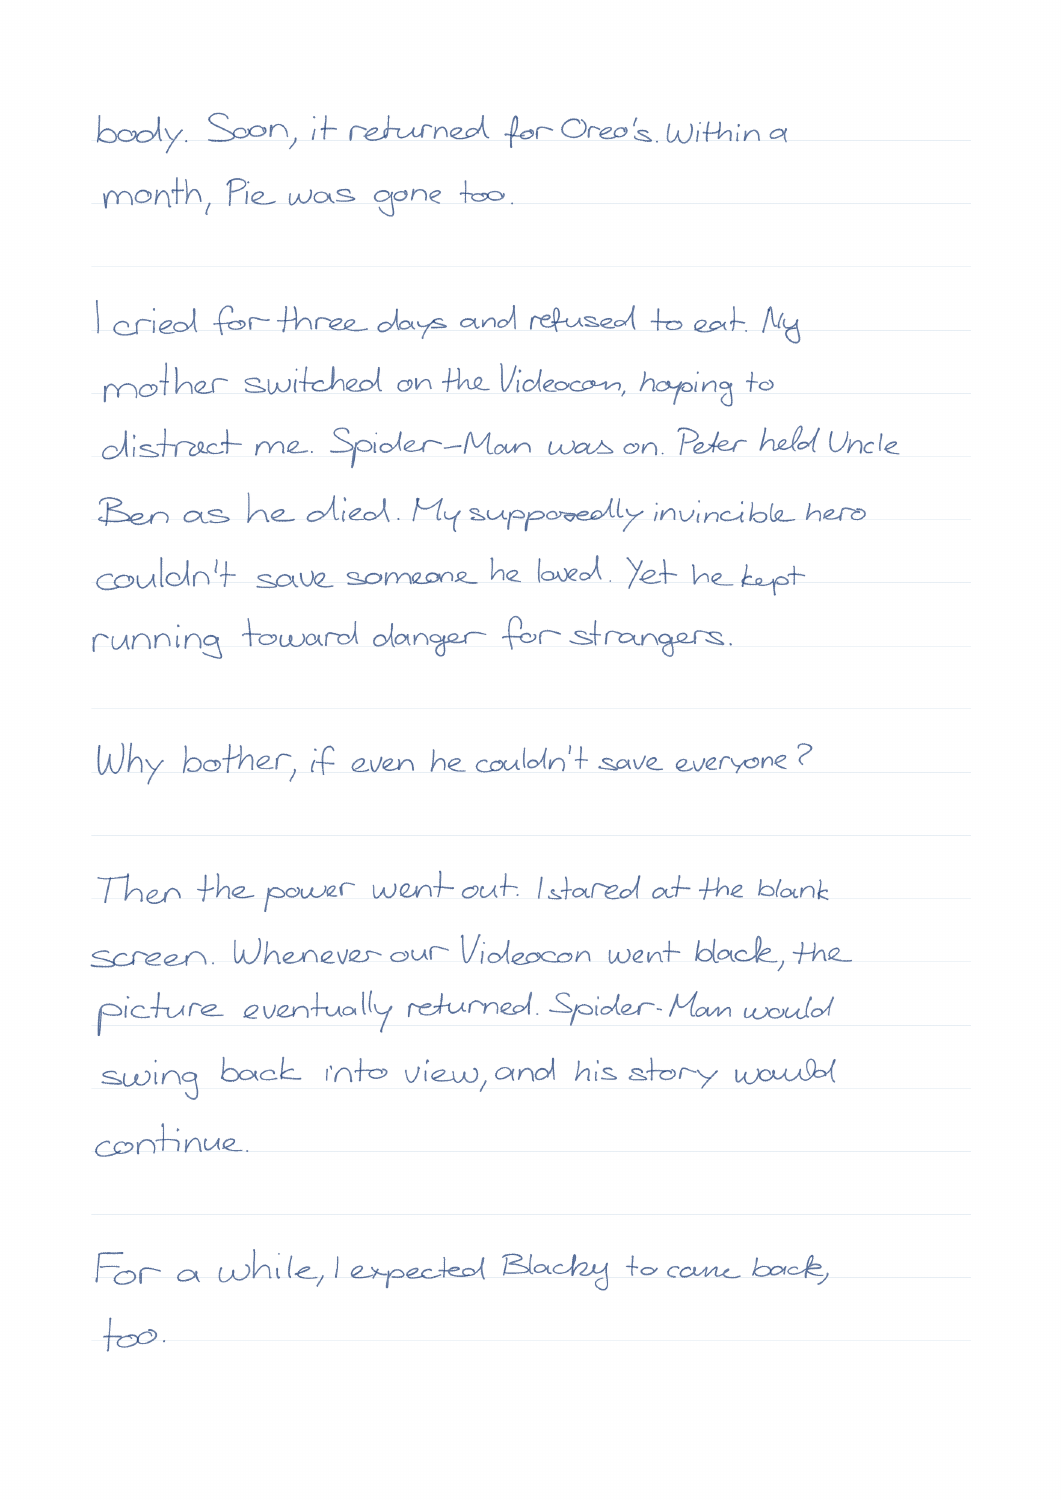 body. Soon, it returned for Oreo's. Within a
month, Pie was gone too.
I cried for three days and refused to eat. My
mother switched on the Videocon, hoping to
distract me. Spider-Man was on. Peter held Uncle
Ben as he died. My supposedly invincible hero
couldn't save someone he loved. Yet he kept
running toward danger for strangers.
Why bother, if even he couldn't save everyone?
Then the power went out. I stared at the blank
screen. Whenever our Videocon went black, the
picture eventually returned. Spider-Man would
swing back into view, and his story would
continue.
For a while, I expected Blacky to come back,
too.